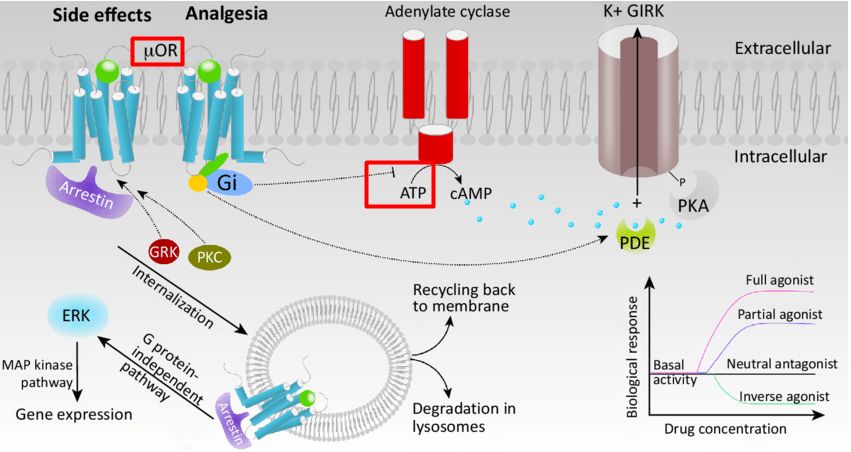 Side effects
Analgesia
Adenylate cyclase
K+ GIRK
μOR
Extracellular
Intracellular
Arrestin
Gi
ATP
cAMP
P
PKA
+
PDE
GRK
PKC
Internalization
ERK
MAP kinase
pathway
Gene expression
G protein-
independent
pathway
Arrestin
Recycling back
to membrane
Degradation in
lysosomes
Biological response
Full agonist
Partial agonist
Basal
activity
Neutral antagonist
Inverse agonist
Drug concentration